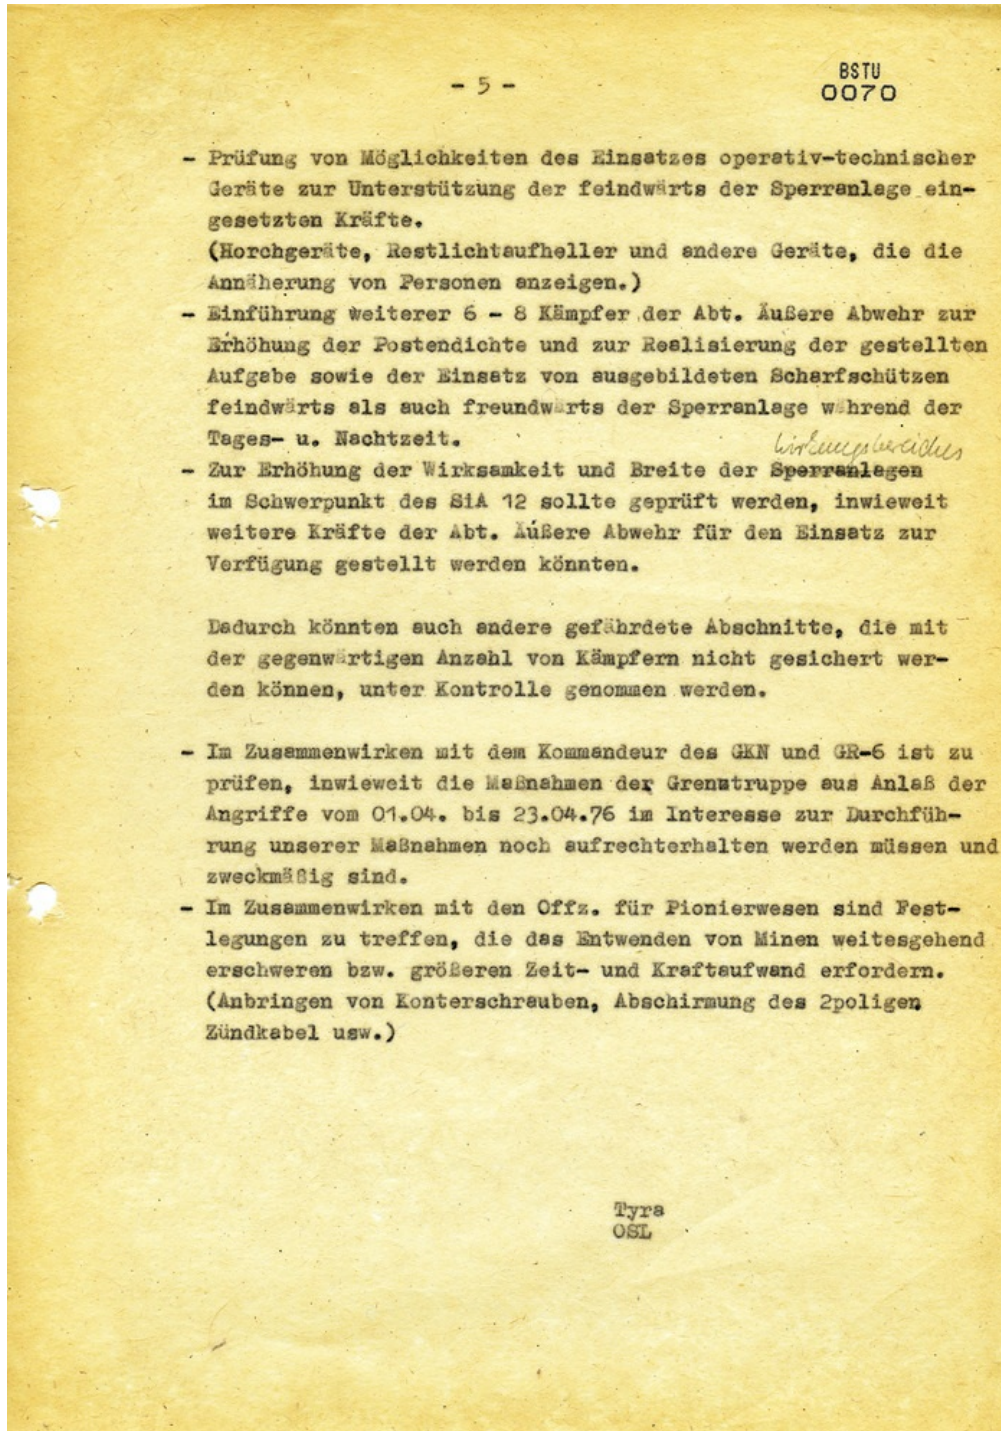 - 5 -
BSTU
0070
- Prüfung von Möglichkeiten des Einsatzes operativ-technischer
Geräte zur Unterstützung der feindwärts der Sperranlage ein-
gesetzten Kräfte.
(Horchgeräte, Restlichtaufheller und andere Geräte, die die
Annäherung von Personen anzeigen.)
- Einführung weiterer 6 - 8 Kämpfer der Abt. Äußere Abwehr zur
Erhöhung der Postendichte und zur Realisierung der gestellten
Aufgabe sowie der Einsatz von ausgebildeten Scharfschützen
feindwärts als auch freundwärts der Sperranlage während der
Tages- u. Nachtzeit.
Wirkungsbereiches
- Zur Erhöhung der Wirksamkeit und Breite der Sperranlagen
im Schwerpunkt des SiA 12 sollte geprüft werden, inwieweit
weitere Kräfte der Abt. Äußere Abwehr für den Einsatz zur
Verfügung gestellt werden könnten.
Dadurch könnten auch andere gefährdete Abschnitte, die mit
der gegenwärtigen Anzahl von Kämpfern nicht gesichert wer-
den können, unter Kontrolle genommen werden.
- Im Zusammenwirken mit dem Kommandeur des GKN und GR-6 ist zu
prüfen, inwieweit die Maßnahmen der Grenztruppe aus Anlaß der
Angriffe vom 01.04. bis 23.04.76 im Interesse zur Durchfüh-
rung unserer Maßnahmen noch aufrechterhalten werden müssen und
zweckmäßig sind.
- Im Zusammenwirken mit den Offz. für Pionierwesen sind Fest-
legungen zu treffen, die das Entwenden von Minen weitesgehend
erschweren bzw. größeren Zeit- und Kraftaufwand erfordern.
(Anbringen von Konterschrauben, Abschirmung des 2poligen
Zündkabel usw.)
Tyra
OSL